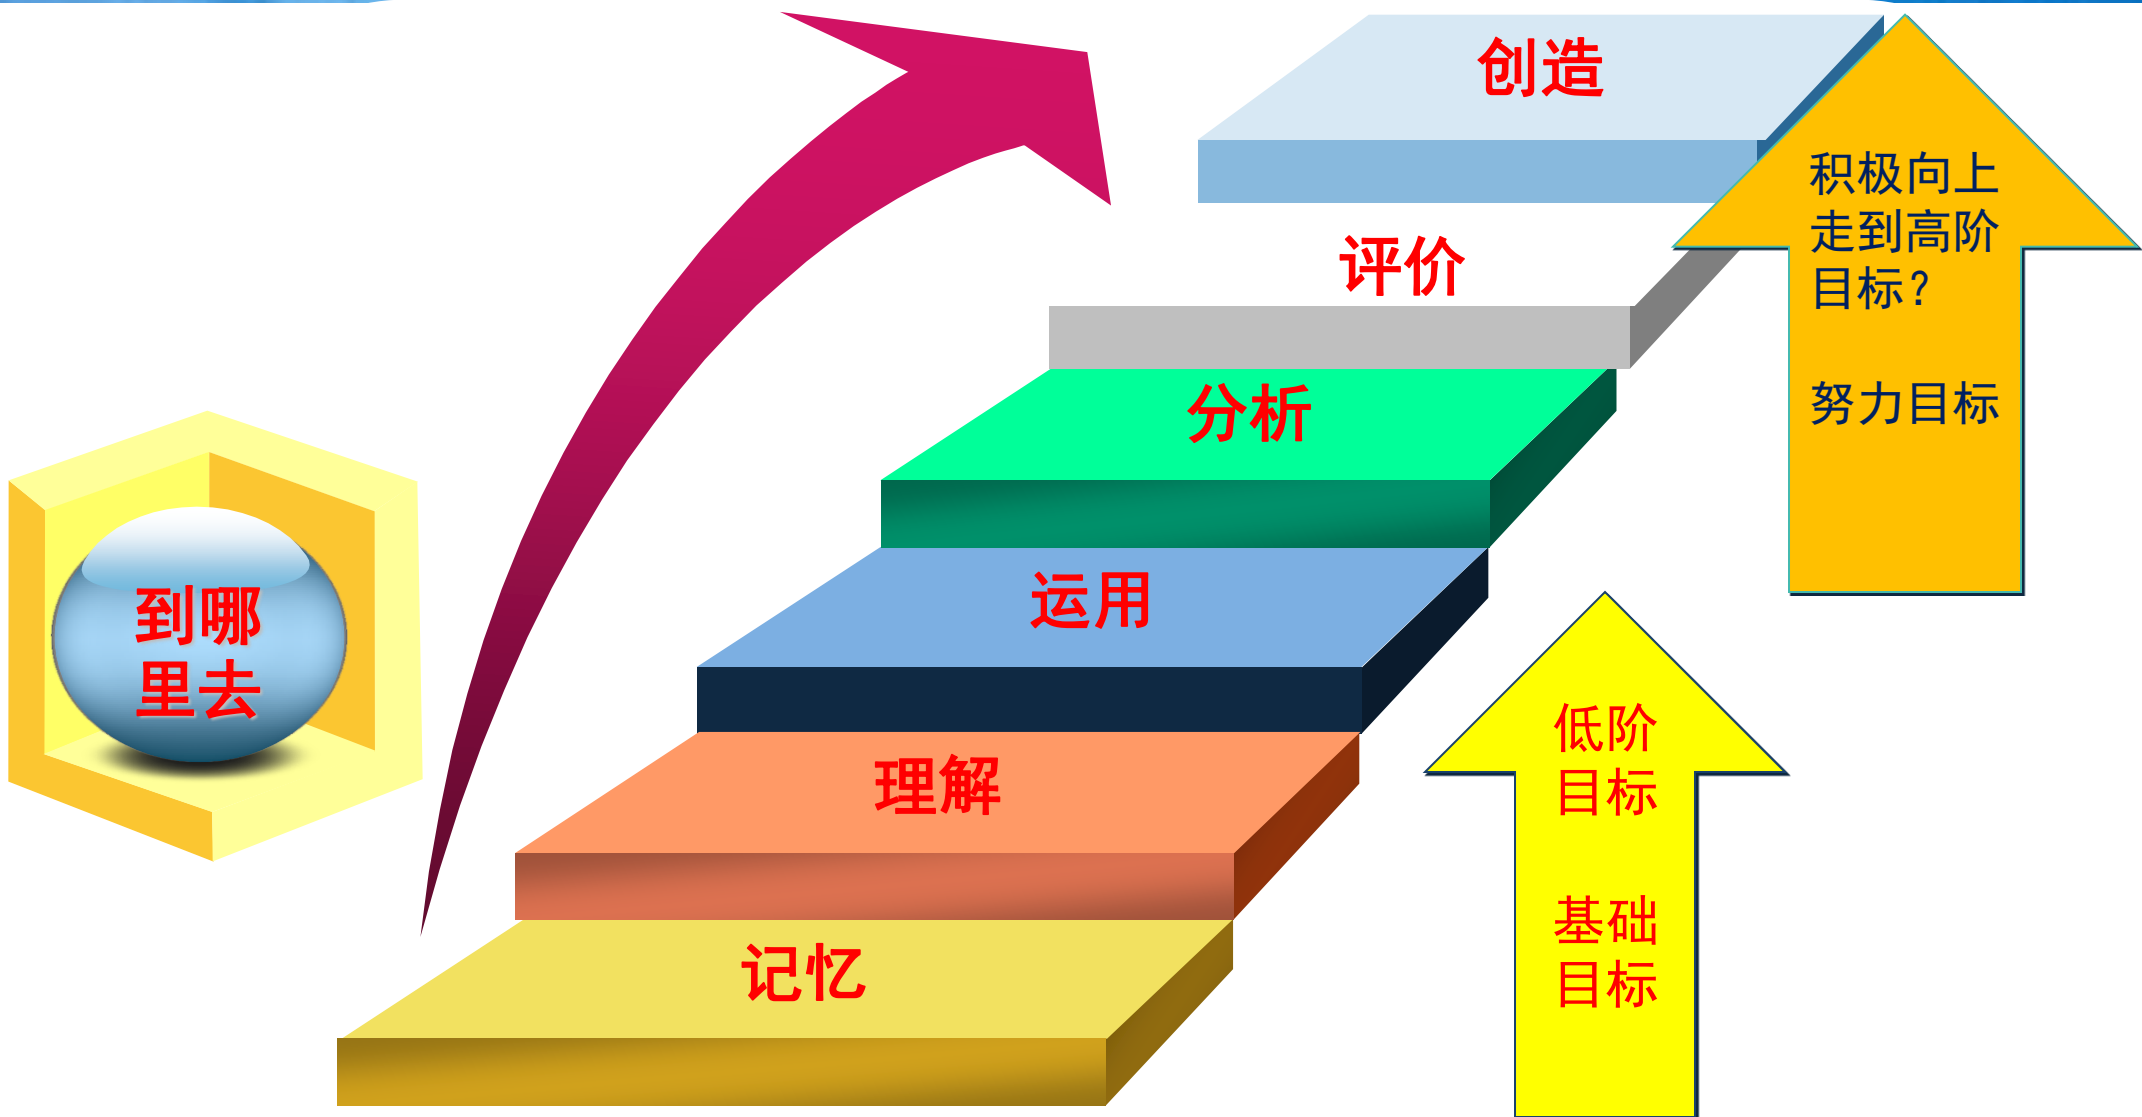 创造
评价
分析
运用
理解
记忆
到哪
里去
积极向上
走到高阶
目标？
努力目标
低阶
目标
基础
目标